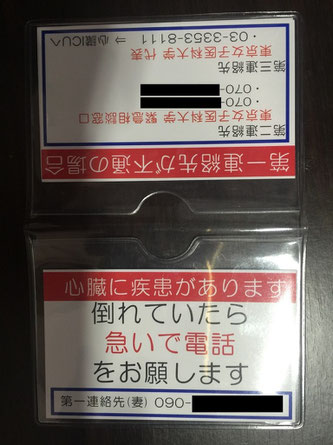 心臓に疾患があります
倒れていたら
急いで電話
をお願します
第一連絡先(妻) 090-
第一連絡先が不通の場合
第二連絡先
東京女子医科大学 緊急相談窓口
・070-
・070-
第三連絡先
東京女子医科大学 代表
・03-3353-8111 ⇒ 心臓ICUへ